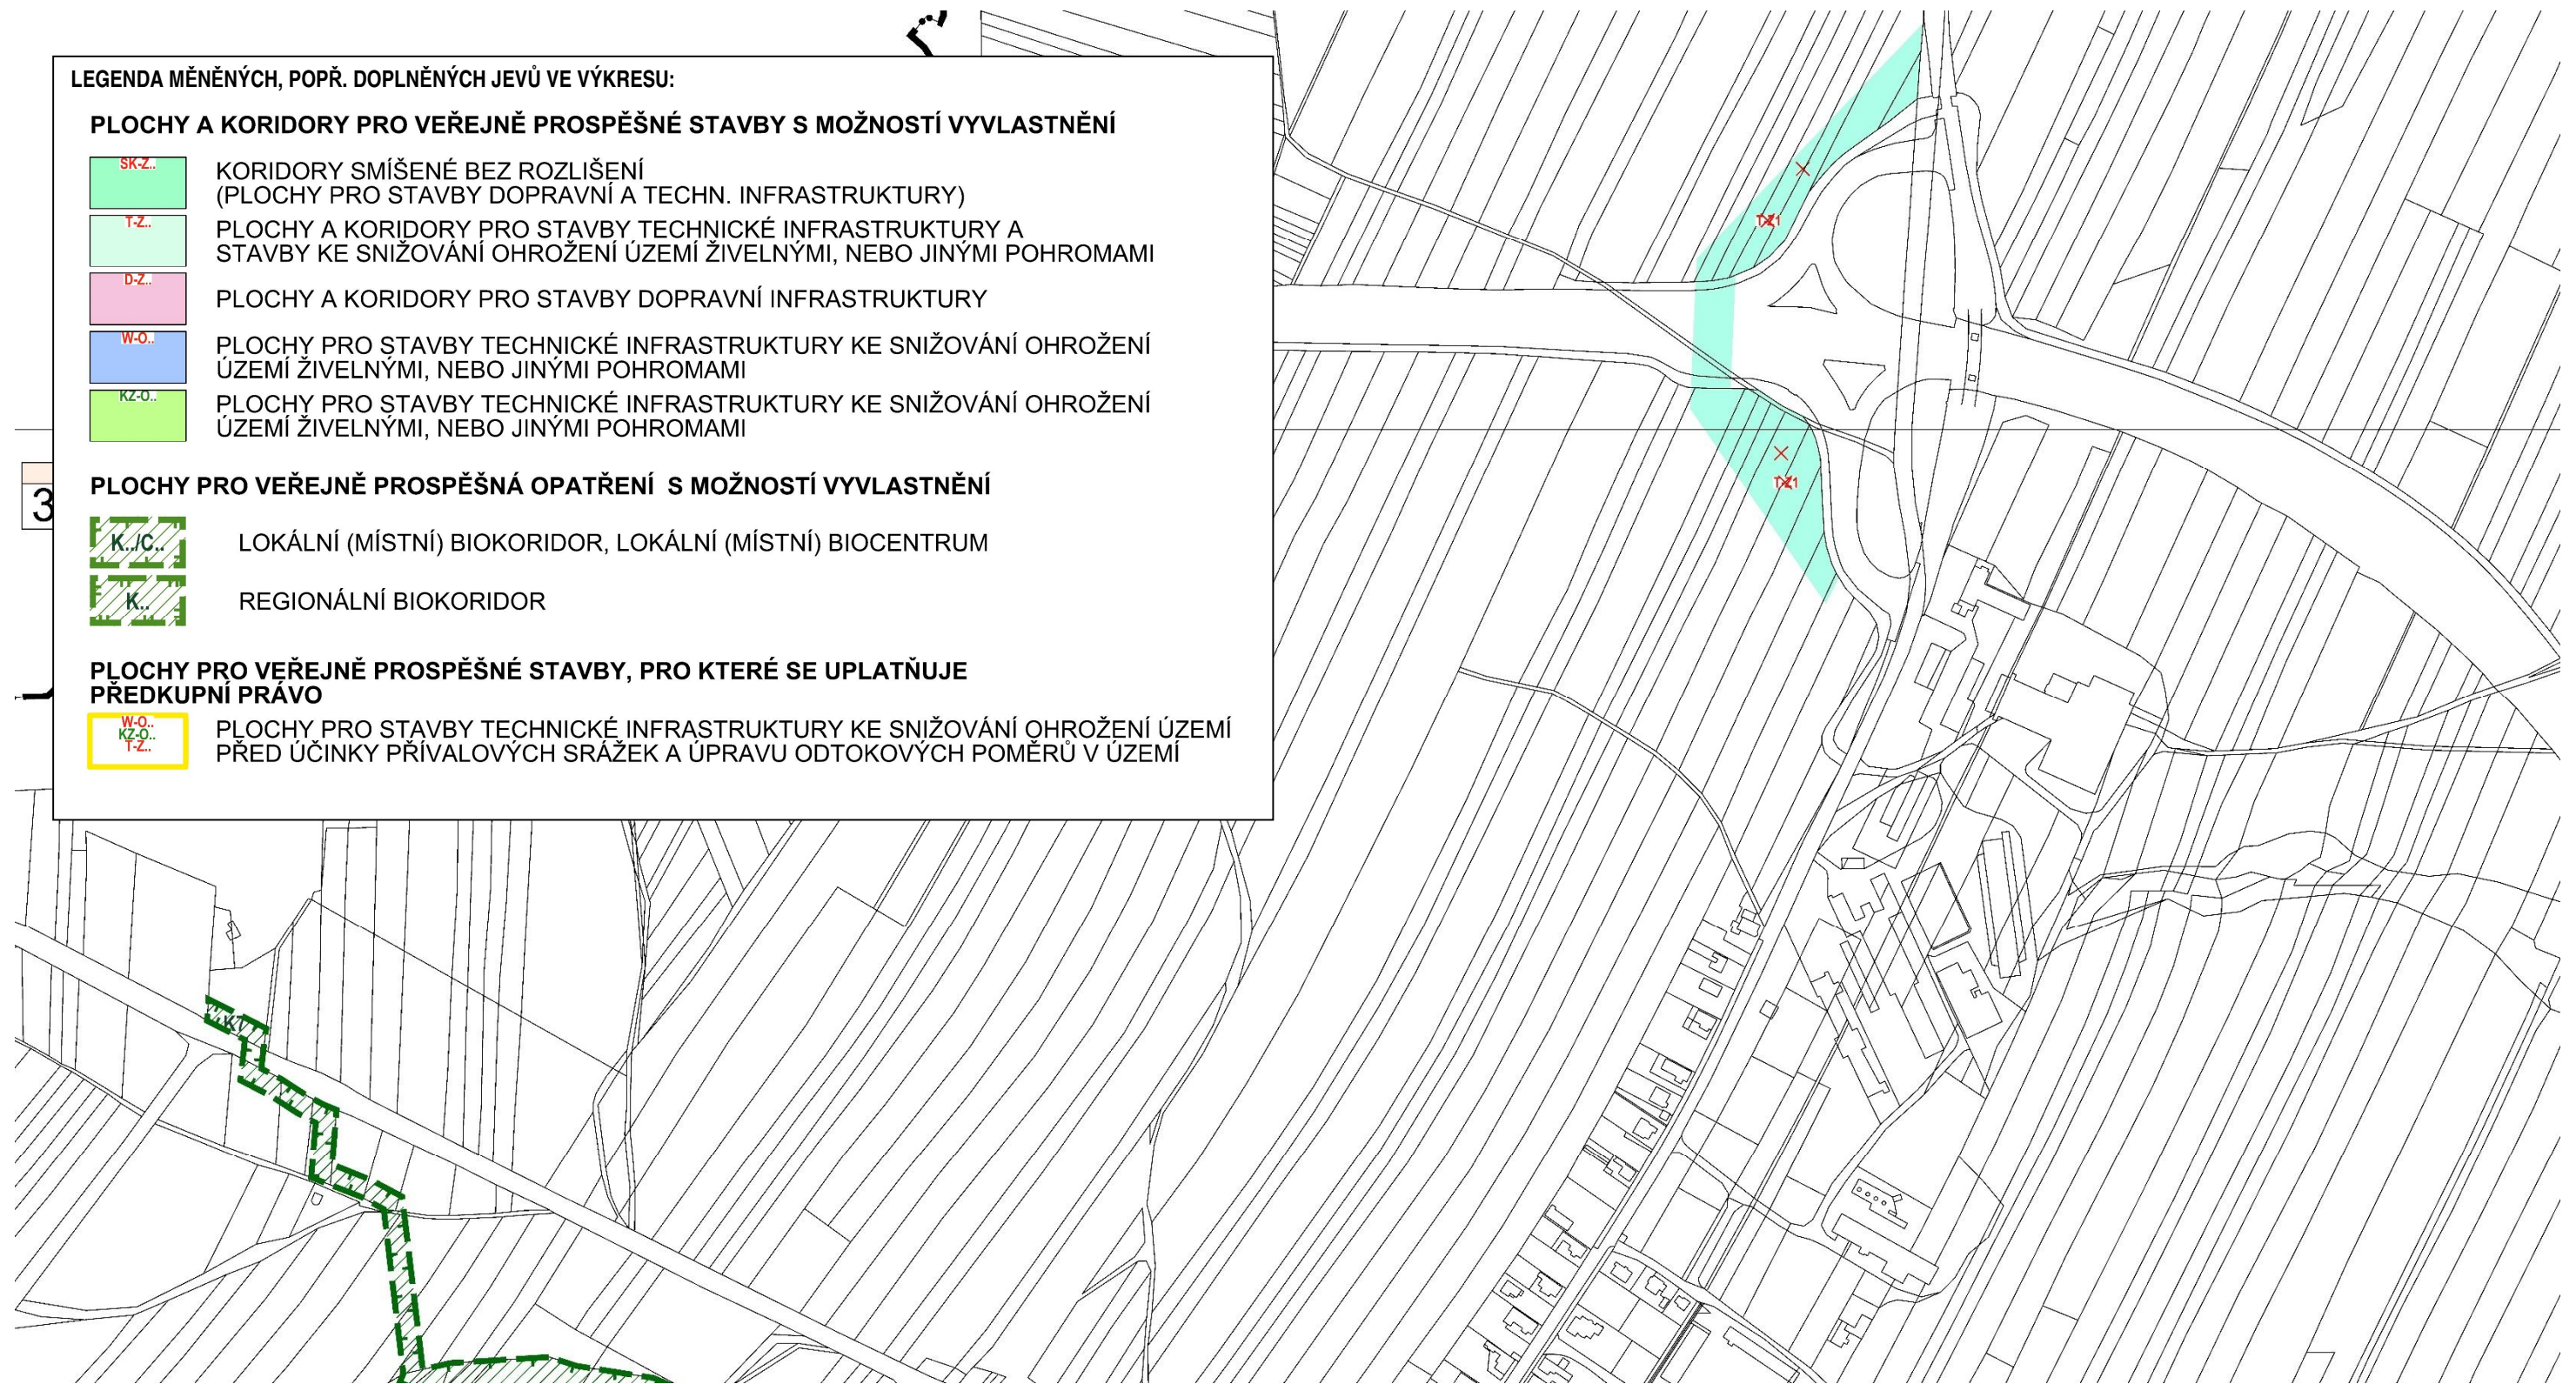 LEGENDA MĚNĚNÝCH, POPŘ. DOPLNĚNÝCH JEVŮ VE VÝKRESU:
PLOCHY A KORIDORY PRO VEŘEJNĚ PROSPĚŠNÉ STAVBY S MOŽNOSTÍ VYVLASTNĚNÍ
SK-Z..
KORIDORY SMÍŠENÉ BEZ ROZLIŠENÍ
(PLOCHY PRO STAVBY DOPRAVNÍ A TECHN. INFRASTRUKTURY)
T-Z..
PLOCHY A KORIDORY PRO STAVBY TECHNICKÉ INFRASTRUKTURY A
STAVBY KE SNIŽOVÁNÍ OHROŽENÍ ÚZEMÍ ŽIVELNÝMI, NEBO JINÝMI POHROMAMI
D-Z..
PLOCHY A KORIDORY PRO STAVBY DOPRAVNÍ INFRASTRUKTURY
W-O..
PLOCHY PRO STAVBY TECHNICKÉ INFRASTRUKTURY KE SNIŽOVÁNÍ OHROŽENÍ
ÚZEMÍ ŽIVELNÝMI, NEBO JINÝMI POHROMAMI
KZ-O..
PLOCHY PRO STAVBY TECHNICKÉ INFRASTRUKTURY KE SNIŽOVÁNÍ OHROŽENÍ
ÚZEMÍ ŽIVELNÝMI, NEBO JINÝMI POHROMAMI
PLOCHY PRO VEŘEJNĚ PROSPĚŠNÁ OPATŘENÍ S MOŽNOSTÍ VYVLASTNĚNÍ
K../C..
LOKÁLNÍ (MÍSTNÍ) BIOKORIDOR, LOKÁLNÍ (MÍSTNÍ) BIOCENTRUM
K..
REGIONÁLNÍ BIOKORIDOR
PLOCHY PRO VEŘEJNĚ PROSPĚŠNÉ STAVBY, PRO KTERÉ SE UPLATŇUJE
PŘEDKUPNÍ PRÁVO
W-O..
KZ-O..
T-Z..
PLOCHY PRO STAVBY TECHNICKÉ INFRASTRUKTURY KE SNIŽOVÁNÍ OHROŽENÍ ÚZEMÍ
PŘED ÚČINKY PŘÍVALOVÝCH SRÁŽEK A ÚPRAVU ODTOKOVÝCH POMĚRŮ V ÚZEMÍ
3
T-Z1
T-Z1